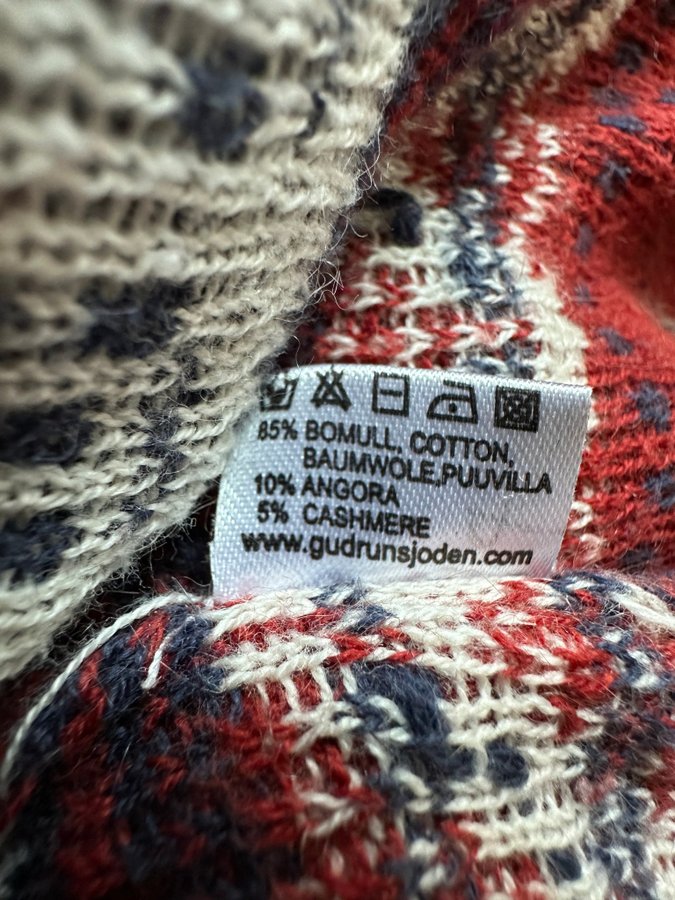 85% BOMULL, COTTON,
BAUMWOLE,PUUVILLA
10% ANGORA
5% CASHMERE
www.gudrunsjoden.com